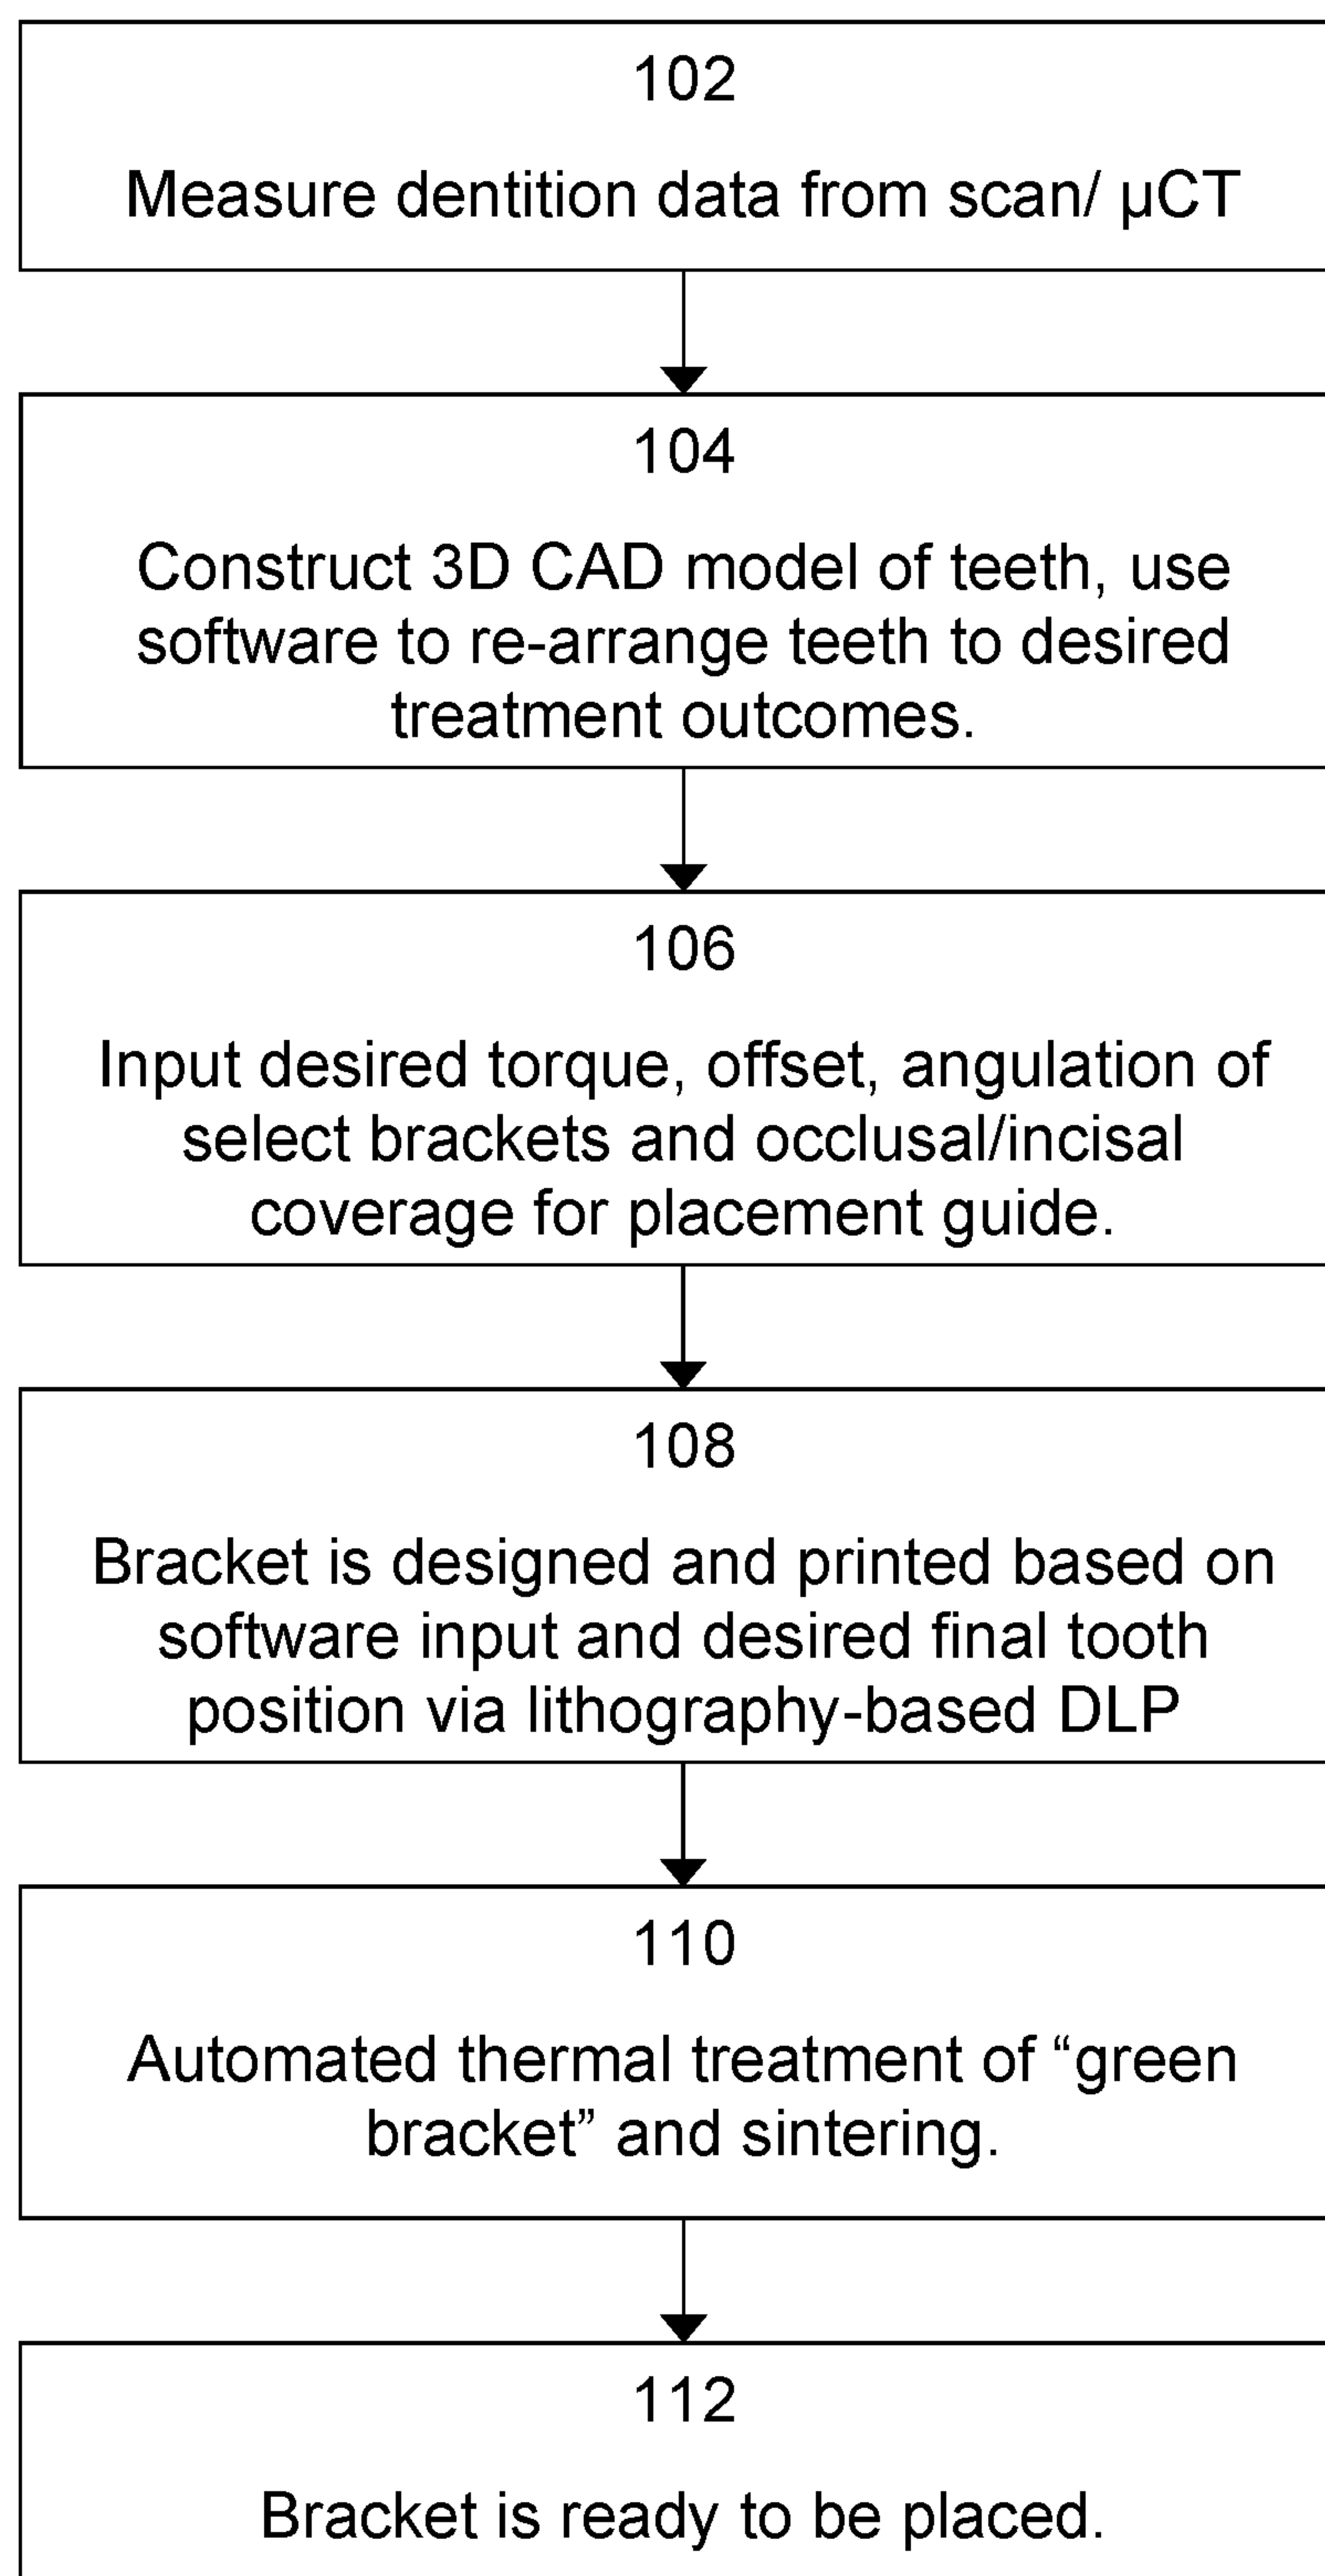 102
Measure dentition data from scan/ µCT
104
Construct 3D CAD model of teeth, use
software to re-arrange teeth to desired
treatment outcomes.
106
Input desired torque, offset, angulation of
select brackets and occlusal/incisal
coverage for placement guide.
108
Bracket is designed and printed based on
software input and desired final tooth
position via lithography-based DLP
110
Automated thermal treatment of “green
bracket” and sintering.
112
Bracket is ready to be placed.